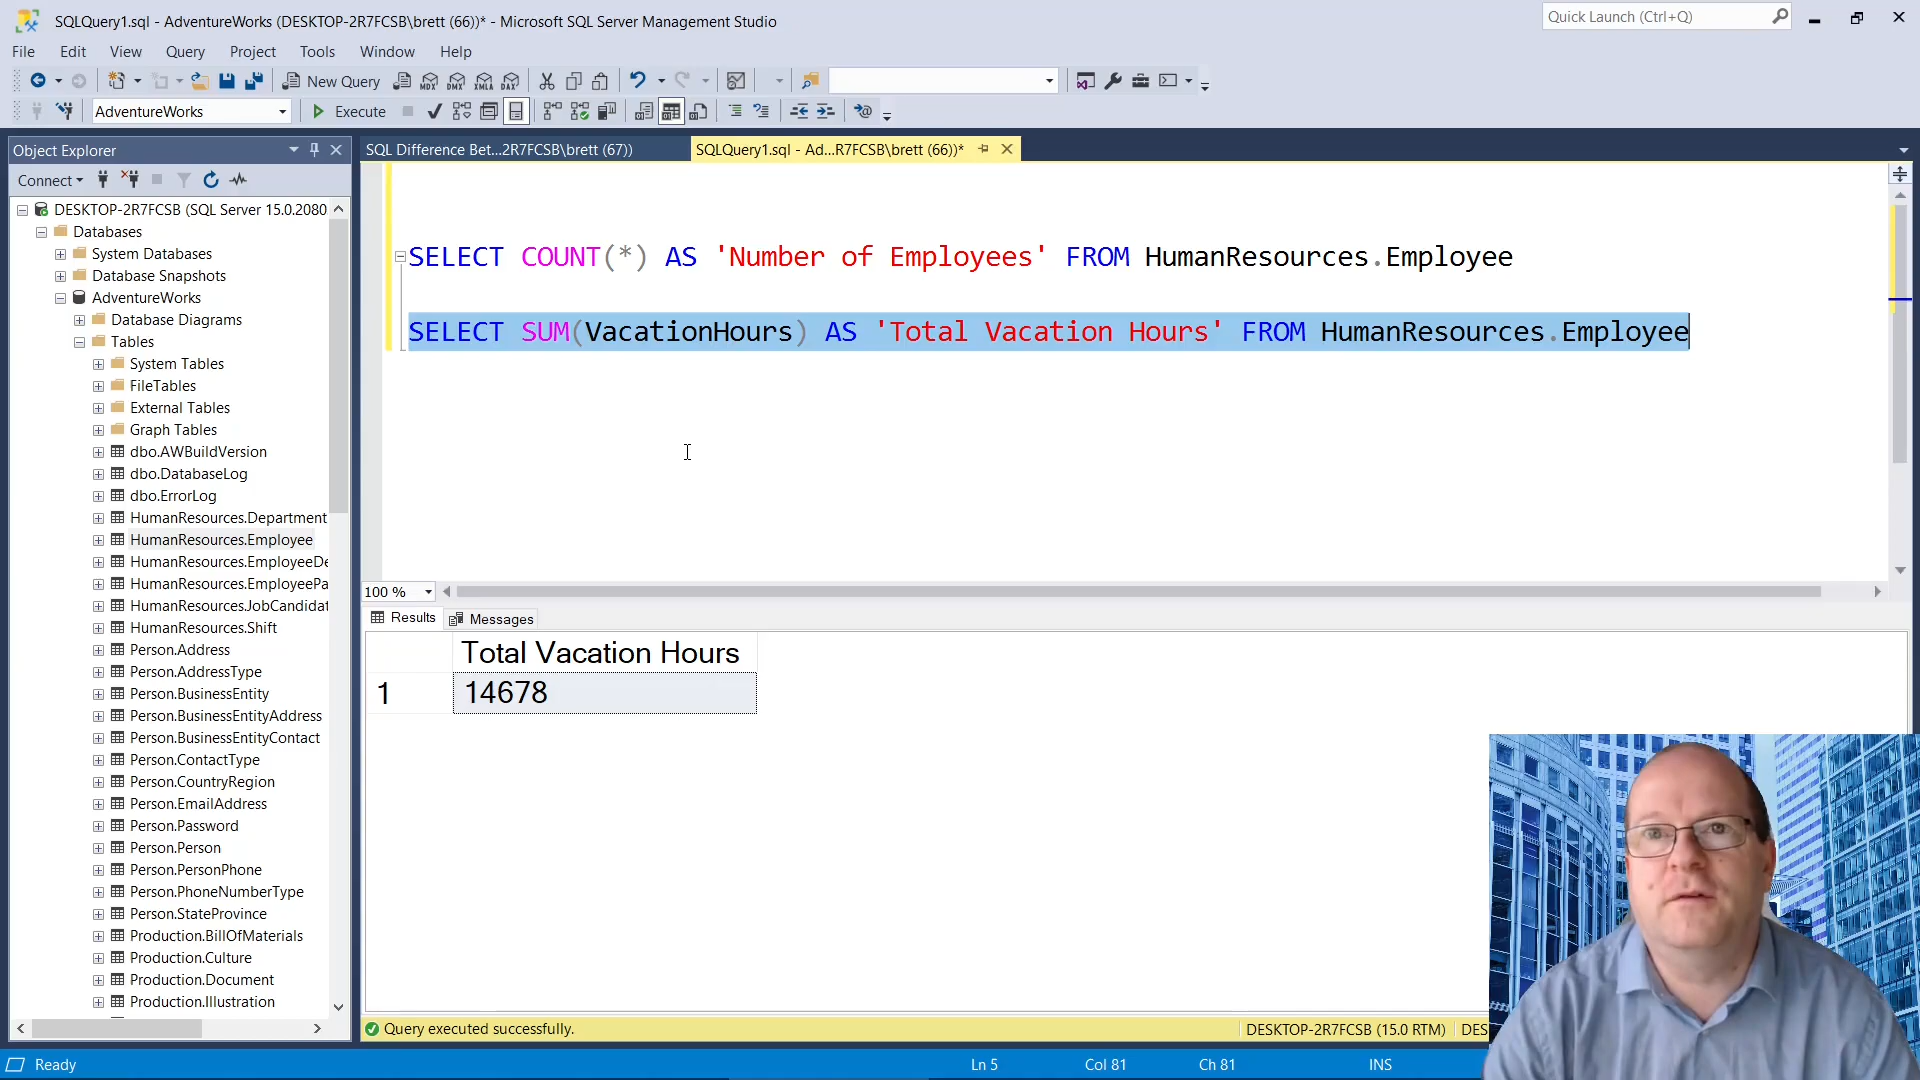 SQLQuery1.sql - AdventureWorks (DESKTOP-2R7FCSB\brett (66))* - Microsoft SQL Server Management Studio
Quick Launch (Ctrl+Q)
File Edit View Query Project Tools Window Help
New Query MDX DMX XMLA DAX
AdventureWorks Execute
Object Explorer
SQL Difference Bet...2R7FCSB\brett (67))
SQLQuery1.sql - Ad...R7FCSB\brett (66))*
Connect
DESKTOP-2R7FCSB (SQL Server 15.0.2080
Databases
System Databases
Database Snapshots
AdventureWorks
Database Diagrams
Tables
System Tables
FileTables
External Tables
Graph Tables
dbo.AWBuildVersion
dbo.DatabaseLog
dbo.ErrorLog
HumanResources.Department
HumanResources.Employee
HumanResources.EmployeeDe
HumanResources.EmployeePa
HumanResources.JobCandidat
HumanResources.Shift
Person.Address
Person.AddressType
Person.BusinessEntity
Person.BusinessEntityAddress
Person.BusinessEntityContact
Person.ContactType
Person.CountryRegion
Person.EmailAddress
Person.Password
Person.Person
Person.PersonPhone
Person.PhoneNumberType
Person.StateProvince
Production.BillOfMaterials
Production.Culture
Production.Document
Production.Illustration
SELECT COUNT(*) AS 'Number of Employees' FROM HumanResources.Employee
SELECT SUM(VacationHours) AS 'Total Vacation Hours' FROM HumanResources.Employee
100 %
Results Messages
Total Vacation Hours
1 14678
Query executed successfully.
DESKTOP-2R7FCSB (15.0 RTM) DES
Ready
Ln 5 Col 81 Ch 81 INS